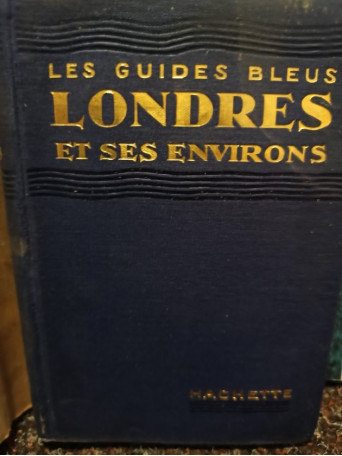 LES GUIDES BLEUS
LONDRES
ET SES ENVIRONS
HACHETTE